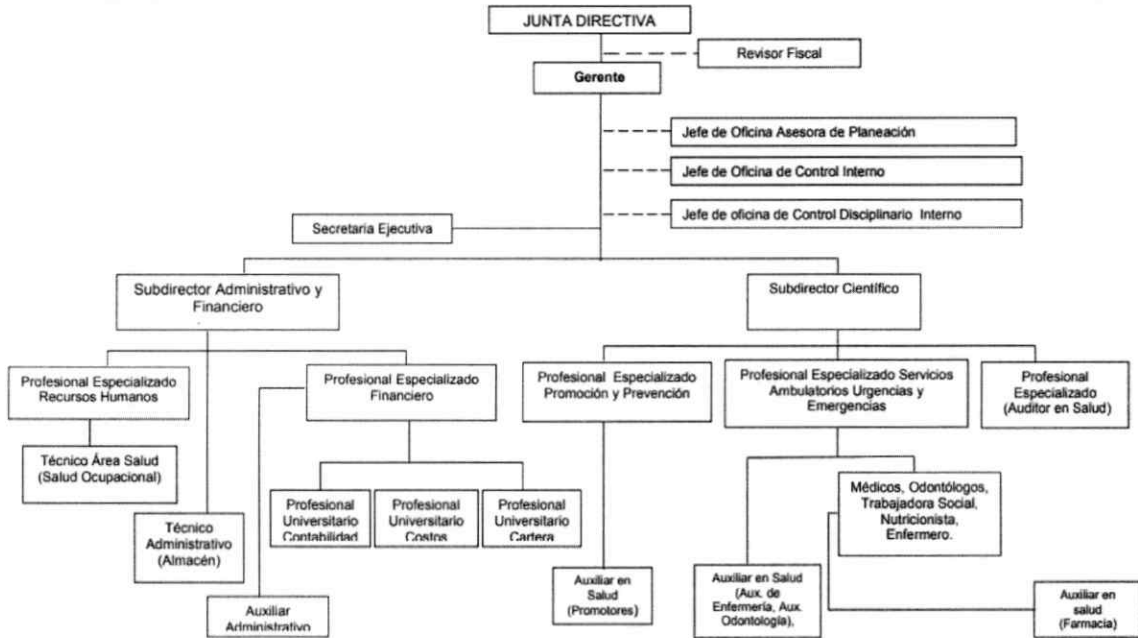 JUNTA DIRECTIVA
Revisor Fiscal
Gerente
Jefe de Oficina Asesora de Planeación
Jefe de Oficina de Control Interno
Jefe de oficina de Control Disciplinario Interno
Secretaria Ejecutiva
Subdirector Administrativo y
Financiero
Subdirector Científico
Profesional Especializado
Recursos Humanos
Profesional Especializado
Financiero
Profesional Especializado
Promoción y Prevención
Profesional Especializado Servicios
Ambulatorios Urgencias y
Emergencias
Profesional
Especializado
(Auditor en Salud)
Técnico Área Salud
(Salud Ocupacional)
Técnico
Administrativo
(Almacén)
Auxiliar
Administrativo
Profesional
Universitario
Contabilidad
Profesional
Universitario
Costos
Profesional
Universitario
Cartera
Auxiliar en
Salud
(Promotores)
Médicos, Odontólogos,
Trabajadora Social,
Nutricionista,
Enfermero.
Auxiliar en Salud
(Aux. de
Enfermería, Aux.
Odontología),
Auxiliar en
salud
(Farmacia)